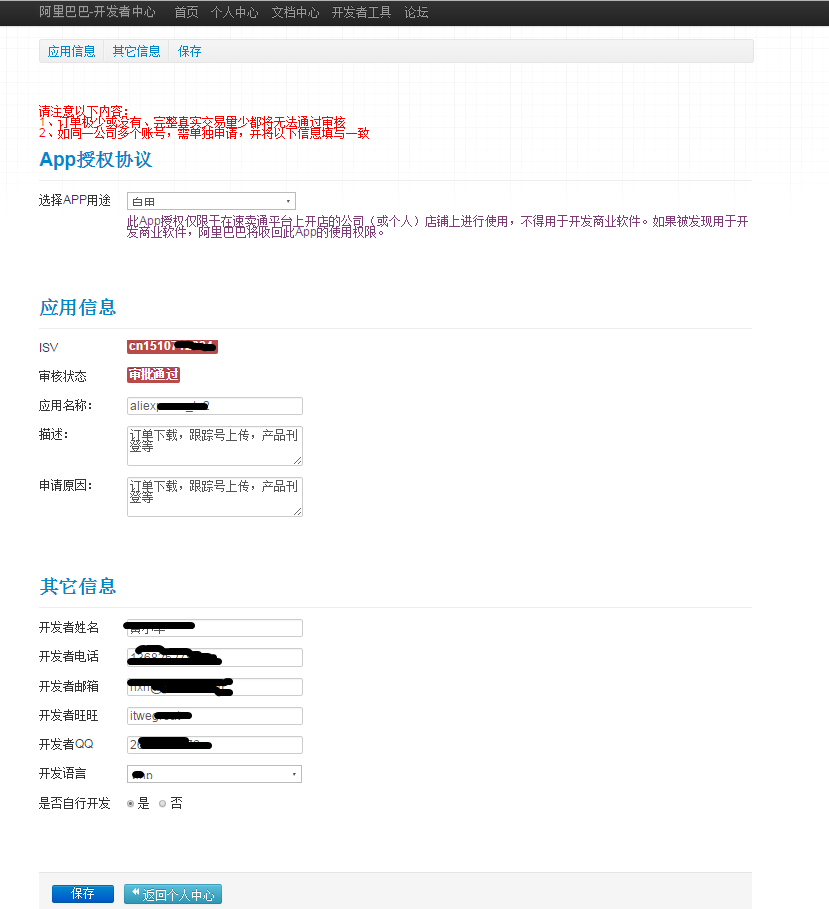 阿里巴巴-开发者中心 首页 个人中心 文档中心 开发者工具 论坛
应用信息 其它信息 保存
请注意以下内容：
1、订单极少或没有、完整真实交易量少都将无法通过审核
2、如同一公司多个账号，需单独申请，并将以下信息填写一致
App授权协议
选择APP用途 自用
此App授权仅限于在速卖通平台上开店的公司（或个人）店铺上进行使用，不得用于开发商业软件。如果被发现用于开
发商业软件，阿里巴巴将收回此App的使用权限。
应用信息
ISV cn1510
审核状态 审批通过
应用名称： aliex
描述： 订单下载，跟踪号上传，产品刊
登等
申请原因： 订单下载，跟踪号上传，产品刊
登等
其它信息
开发者姓名
开发者电话
开发者邮箱
开发者旺旺 itweg
开发者QQ 2
开发语言
是否自行开发 是 否
保存 返回个人中心